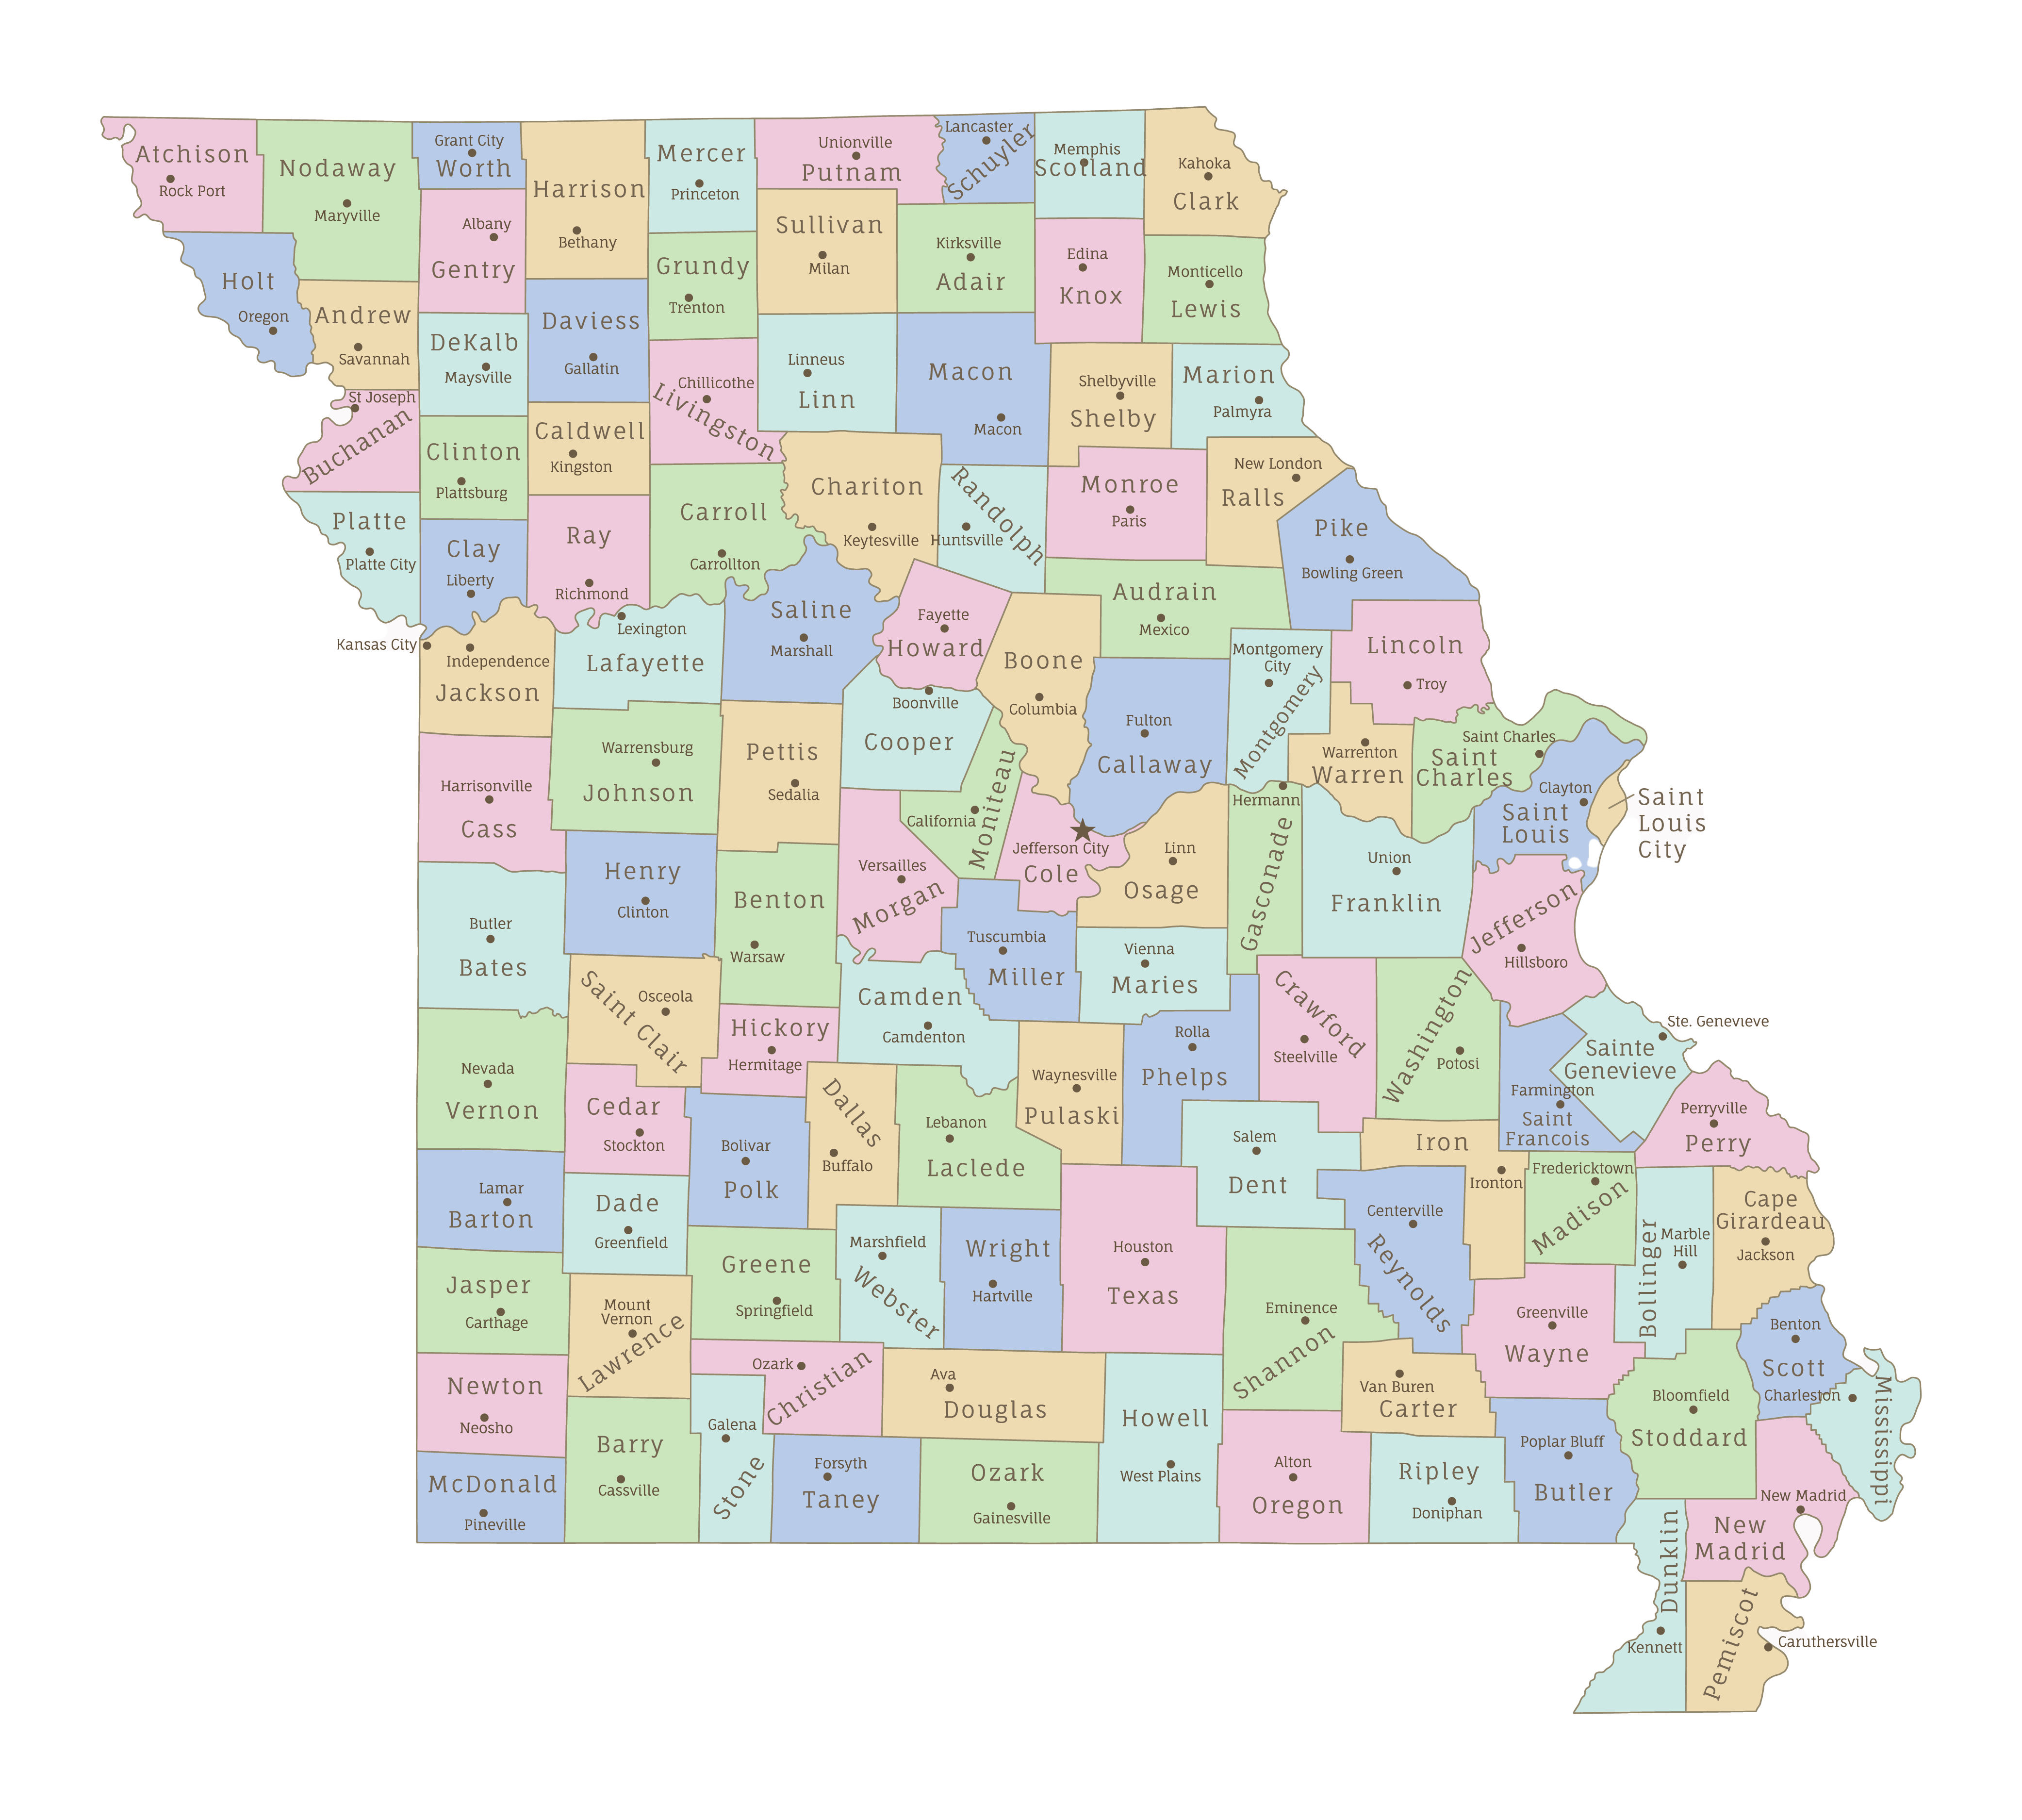 Atchison
Rock Port
Nodaway
Maryville
Grant City
Worth
Harrison
Bethany
Mercer
Princeton
Unionville
Putnam
Lancaster
Schuyler
Memphis
Scotland
Kahoka
Clark
Holt
Oregon
Andrew
Savannah
Albany
Gentry
DeKalb
Maysville
Daviess
Gallatin
Grundy
Trenton
Sullivan
Milan
Kirksville
Adair
Edina
Knox
Monticello
Lewis
St Joseph
Buchanan
Clinton
Plattsburg
Caldwell
Kingston
Chillicothe
Livingston
Linneus
Linn
Macon
Macon
Shelbyville
Shelby
Marion
Palmyra
Platte
Platte City
Clay
Liberty
Ray
Richmond
Carroll
Carrollton
Chariton
Keytesville
Randolph
Huntsville
Monroe
Paris
New London
Ralls
Pike
Bowling Green
Kansas City
Independence
Jackson
Lexington
Lafayette
Saline
Marshall
Fayette
Howard
Boone
Columbia
Audrain
Mexico
Montgomery
City
Montgomery
Lincoln
Troy
Harrisonville
Cass
Warrensburg
Johnson
Pettis
Sedalia
Boonville
Cooper
California
Moniteau
Fulton
Callaway
Warrenton
Warren
Saint Charles
Saint
Charles
Clayton
Saint
Louis
Saint
Louis
City
Butler
Bates
Henry
Clinton
Benton
Warsaw
Versailles
Morgan
Jefferson City
Cole
Linn
Osage
Hermann
Gasconade
Union
Franklin
Jefferson
Hillsboro
Nevada
Vernon
Saint Clair
Osceola
Hickory
Hermitage
Camden
Camdenton
Tuscumbia
Miller
Vienna
Maries
Waynesville
Pulaski
Rolla
Phelps
Crawford
Steelville
Washington
Potosi
Ste. Genevieve
Sainte
Genevieve
Farmington
Saint
Francois
Perryville
Perry
Lamar
Barton
Cedar
Stockton
Bolivar
Polk
Dallas
Buffalo
Lebanon
Laclede
Salem
Dent
Iron
Ironton
Fredericktown
Madison
Dade
Greenfield
Jasper
Carthage
Greene
Springfield
Marshfield
Webster
Wright
Hartville
Houston
Texas
Centerville
Reynolds
Bollinger
Marble
Hill
Cape
Girardeau
Jackson
Mount
Vernon
Lawrence
Eminence
Shannon
Greenville
Wayne
Benton
Scott
Newton
Neosho
Ozark
Christian
Ava
Douglas
Howell
West Plains
Van Buren
Carter
Bloomfield
Stoddard
Charleston
Mississippi
McDonald
Pineville
Barry
Cassville
Galena
Stone
Forsyth
Taney
Ozark
Gainesville
Alton
Oregon
Ripley
Doniphan
Poplar Bluff
Butler
New Madrid
New
Madrid
Dunklin
Kennett
Pemiscot
Caruthersville